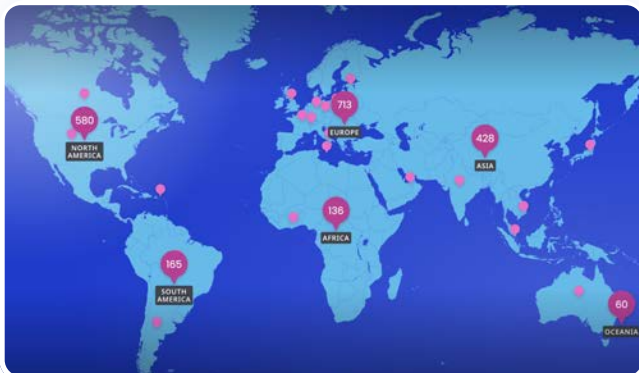 580
NORTH
AMERICA
713
EUROPE
428
ASIA
136
AFRICA
165
SOUTH
AMERICA
60
OCEANIA